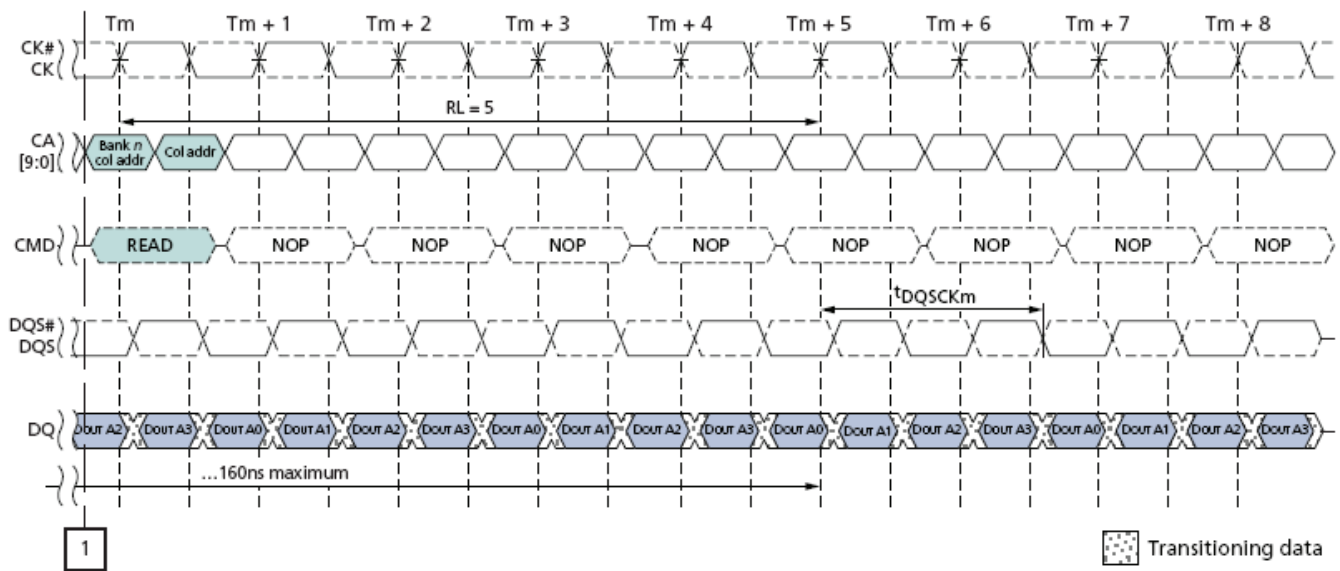 Tm Tm + 1 Tm + 2 Tm + 3 Tm + 4 Tm + 5 Tm + 6 Tm + 7 Tm + 8
CK#
CK
RL = 5
CA
[9:0]
Bank n
col addr
Col addr
CMD READ NOP NOP NOP NOP NOP NOP NOP NOP
tDQSCKm
DQS#
DQS
DQ DOUT A2 DOUT A3 DOUT A0 DOUT A1 DOUT A2 DOUT A3 DOUT A0 DOUT A1 DOUT A2 DOUT A3 DOUT A0 DOUT A1 DOUT A2 DOUT A3 DOUT A0 DOUT A1 DOUT A2 DOUT A3
...160ns maximum
1
Transitioning data